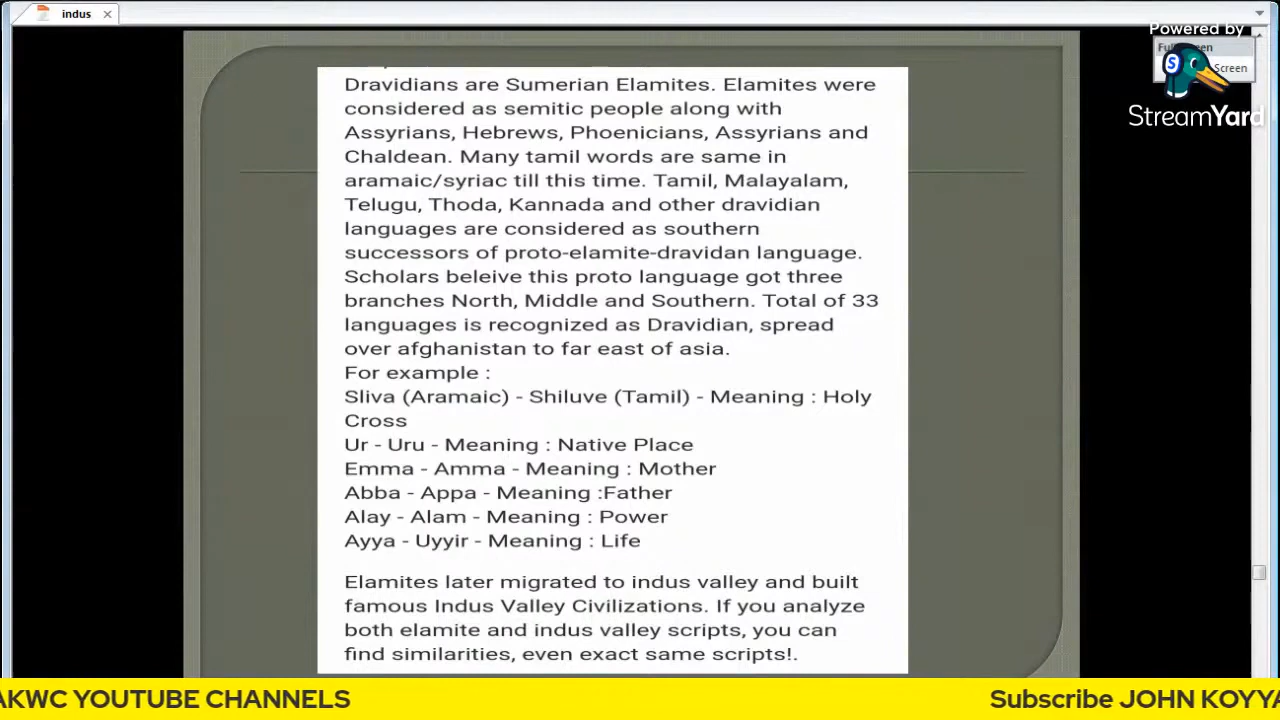 indus
Powered by
Screen
StreamYard
Dravidians are Sumerian Elamites. Elamites were
considered as semitic people along with
Assyrians, Hebrews, Phoenicians, Assyrians and
Chaldean. Many tamil words are same in
aramaic/syriac till this time. Tamil, Malayalam,
Telugu, Thoda, Kannada and other dravidian
languages are considered as southern
successors of proto-elamite-dravidan language.
Scholars beleive this proto language got three
branches North, Middle and Southern. Total of 33
languages is recognized as Dravidian, spread
over afghanistan to far east of asia.
For example :
Sliva (Aramaic) - Shiluve (Tamil) - Meaning : Holy
Cross
Ur - Uru - Meaning : Native Place
Emma - Amma - Meaning : Mother
Abba - Appa - Meaning :Father
Alay - Alam - Meaning : Power
Ayya - Uyyir - Meaning : Life
Elamites later migrated to indus valley and built
famous Indus Valley Civilizations. If you analyze
both elamite and indus valley scripts, you can
find similarities, even exact same scripts!.
AKWC YOUTUBE CHANNELS
Subscribe JOHN KOYYA